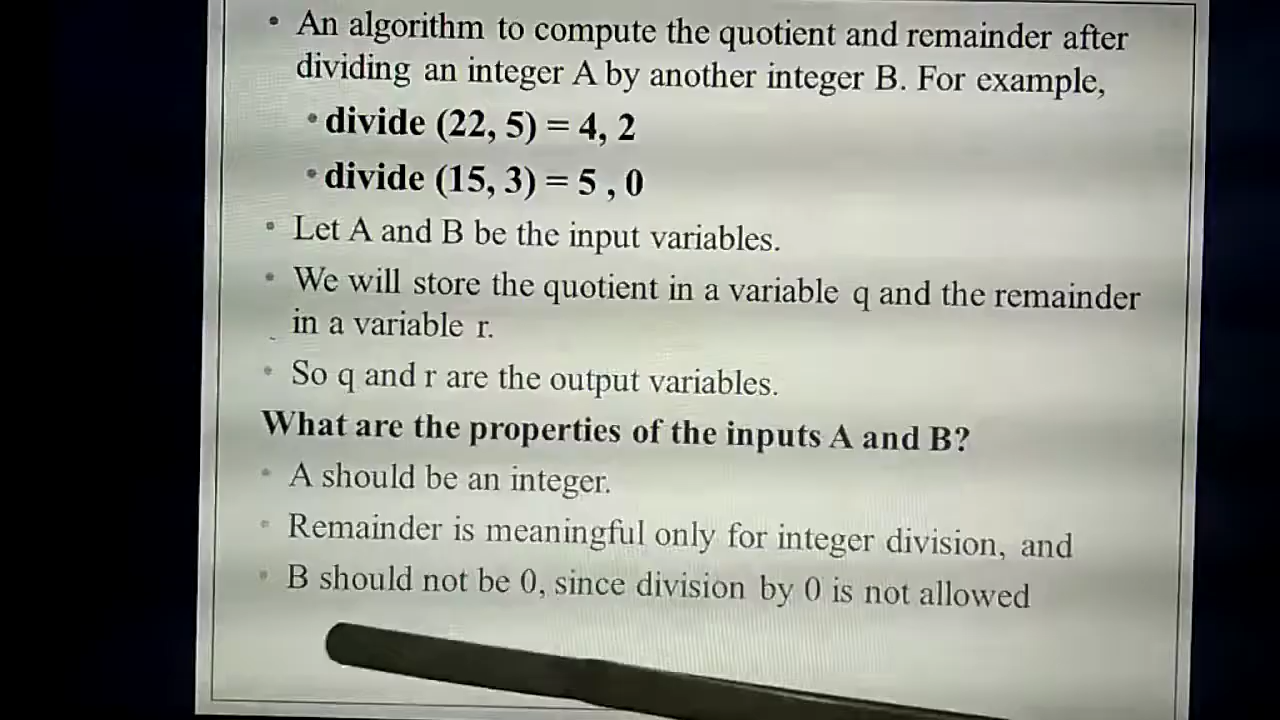 • An algorithm to compute the quotient and remainder after
dividing an integer A by another integer B. For example,
• divide (22, 5) = 4, 2
• divide (15, 3) = 5 , 0
• Let A and B be the input variables.
• We will store the quotient in a variable q and the remainder
in a variable r.
• So q and r are the output variables.
What are the properties of the inputs A and B?
• A should be an integer.
• Remainder is meaningful only for integer division, and
• B should not be 0, since division by 0 is not allowed